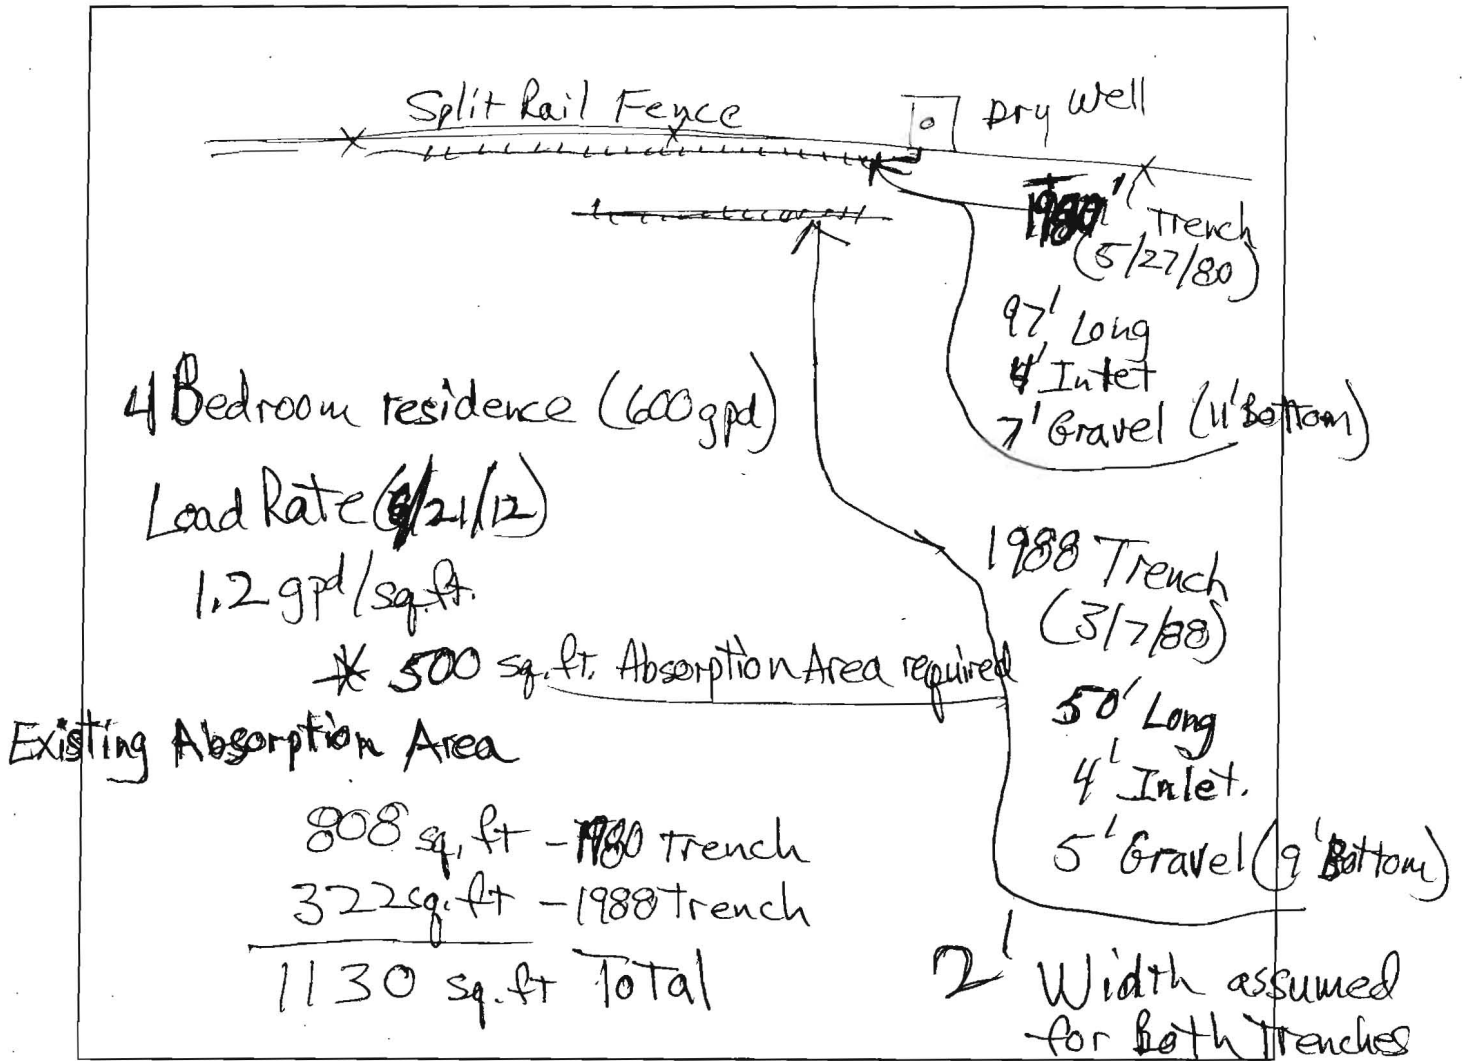 Split Rail Fence
Dry Well
1980 Trench
(5/27/80)
97' Long
4' Inlet
7' Gravel (11' Bottom)
4 Bedroom residence (600gpd)
Load Rate (6/21/12)
1.2 gpd/sq.ft.
* 500 sq.ft. Absorption Area required
Existing Absorption Area
808 sq.ft - 1980 Trench
322 sq.ft - 1988 Trench
1130 sq.ft Total
1988 Trench
(3/7/88)
50' Long
4' Inlet.
5' Gravel (9' Bottom)
2' Width assumed
for Both Trenches